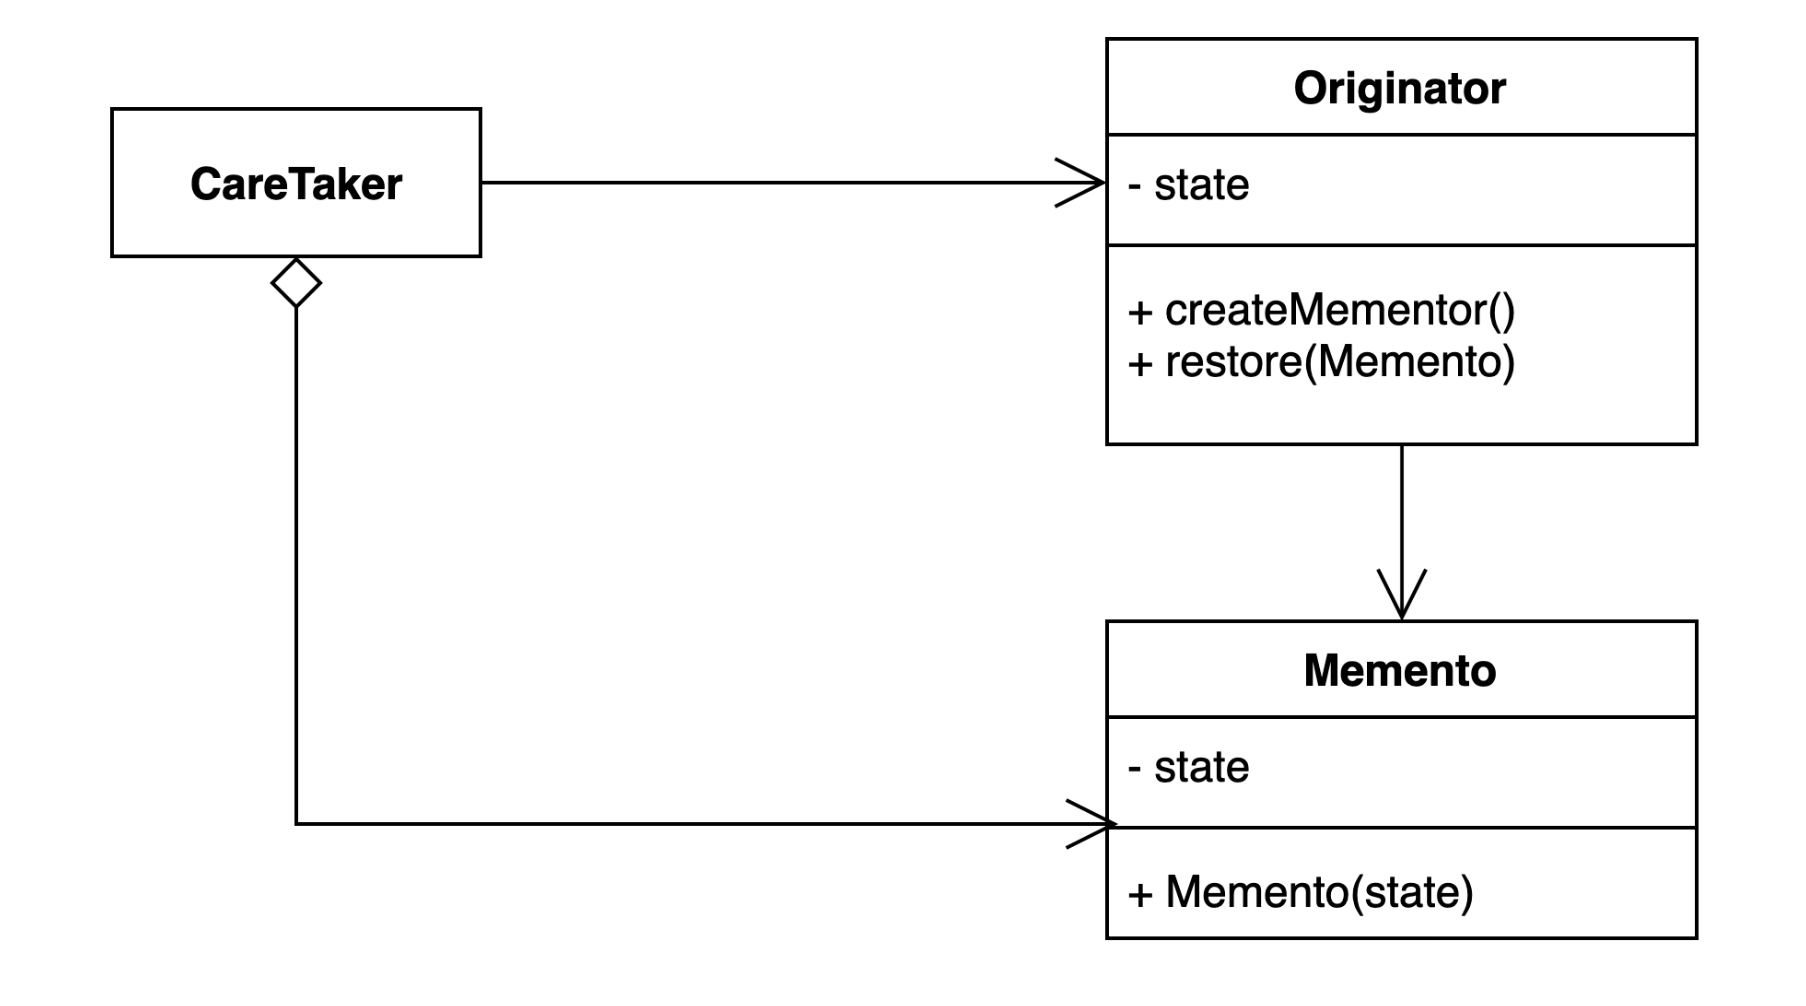 CareTaker
Originator
- state
+ createMementor()
+ restore(Memento)
Memento
- state
+ Memento(state)